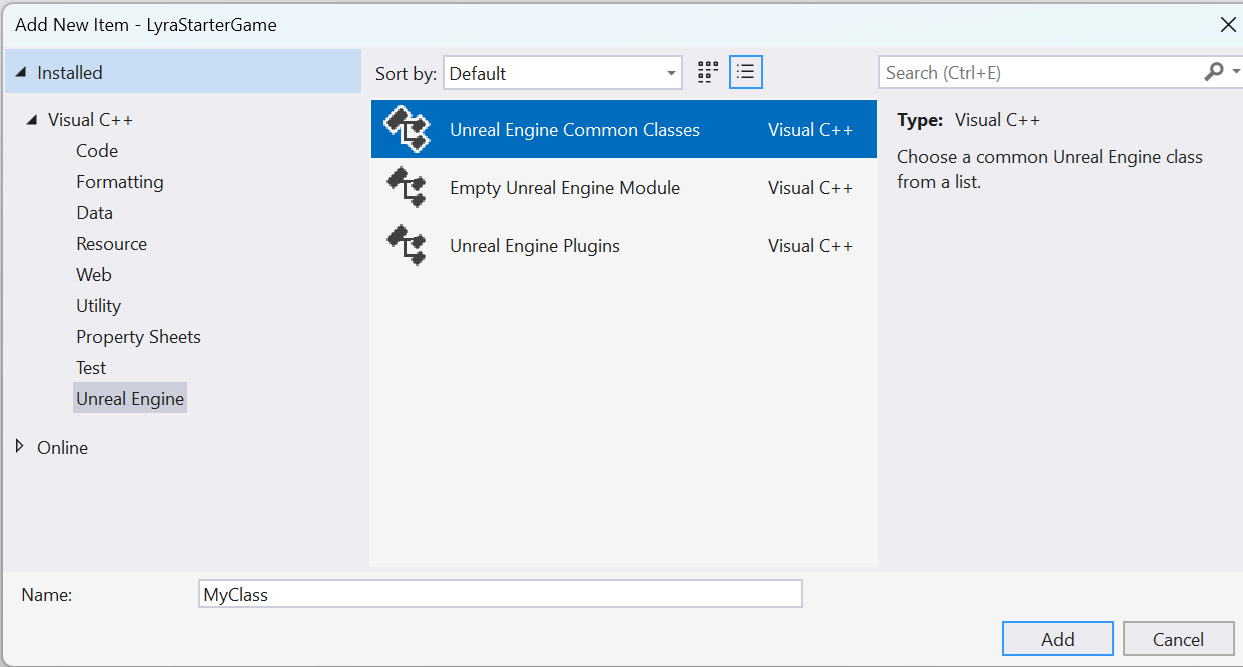 Add New Item - LyraStarterGame
Installed
Visual C++
Code
Formatting
Data
Resource
Web
Utility
Property Sheets
Test
Unreal Engine
Online
Sort by: Default
Unreal Engine Common Classes Visual C++
Empty Unreal Engine Module Visual C++
Unreal Engine Plugins Visual C++
Search (Ctrl+E)
Type: Visual C++
Choose a common Unreal Engine class
from a list.
Name: MyClass
Add Cancel